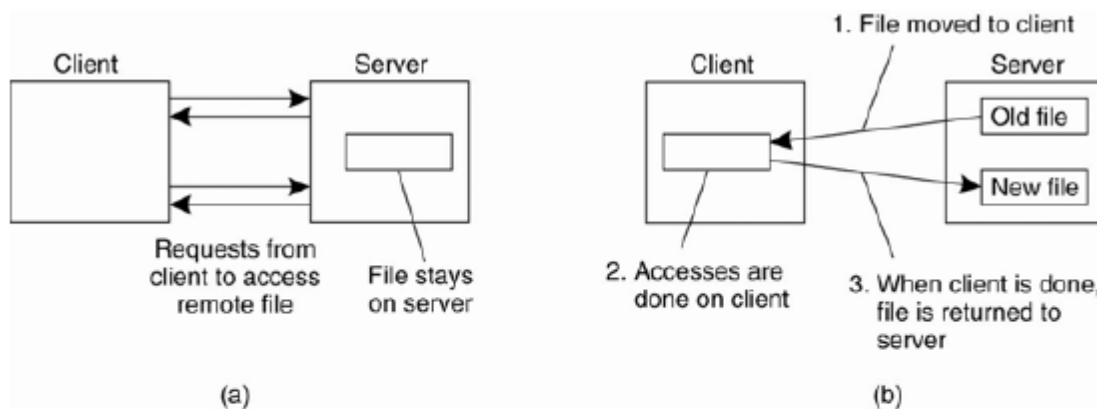 Client
Server
Requests from
client to access
remote file
File stays
on server
(a)
1. File moved to client
Client
Server
Old file
New file
2. Accesses are
done on client
3. When client is done,
file is returned to
server
(b)